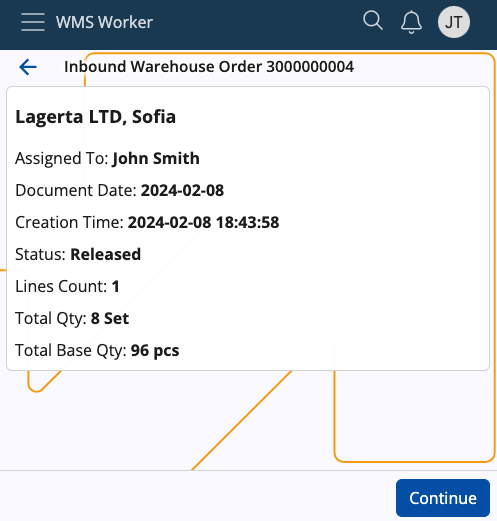 WMS Worker
JT
Inbound Warehouse Order 3000000004
Lagerta LTD, Sofia
Assigned To: John Smith
Document Date: 2024-02-08
Creation Time: 2024-02-08 18:43:58
Status: Released
Lines Count: 1
Total Qty: 8 Set
Total Base Qty: 96 pcs
Continue